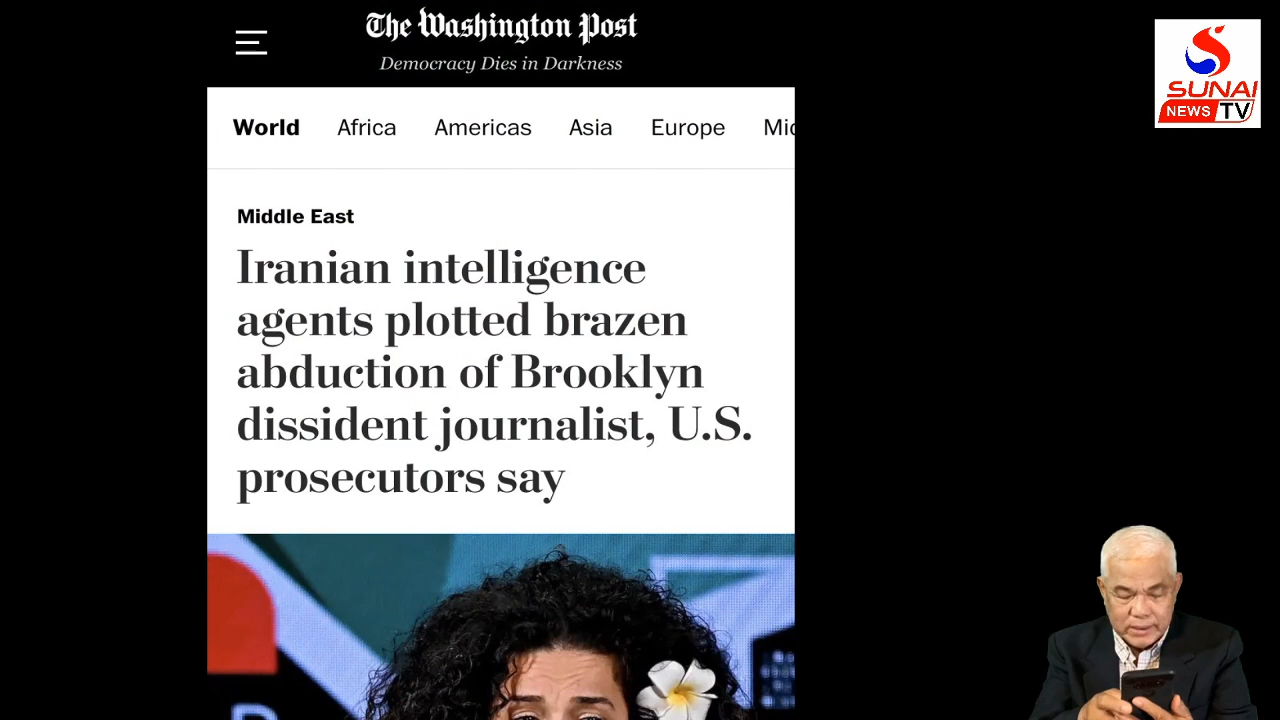 The Washington Post
Democracy Dies in Darkness
SUNAI
NEWS TV
World Africa Americas Asia Europe Mid
Middle East
Iranian intelligence
agents plotted brazen
abduction of Brooklyn
dissident journalist, U.S.
prosecutors say